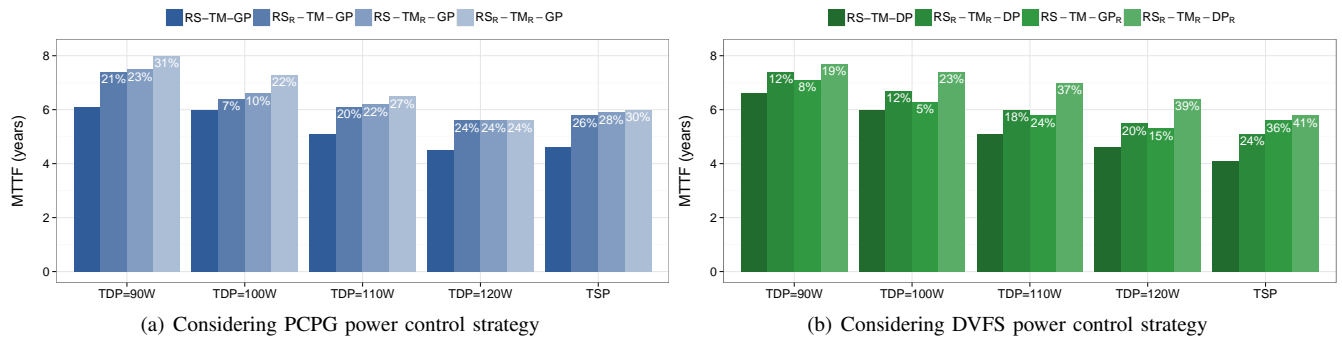 RS−TM−GP RS_R−TM−GP RS−TM_R−GP RS_R−TM_R−GP
MTTF (years)
8
6
4
2
0
21% 23% 31%
7% 10% 22%
20% 22% 27%
24% 24% 24%
26% 28% 30%
TDP=90W TDP=100W TDP=110W TDP=120W TSP
(a) Considering PCPG power control strategy
RS−TM−DP RS_R−TM_R−DP RS−TM−GP_R RS_R−TM_R−DP_R
MTTF (years)
8
6
4
2
0
12% 8% 19%
12% 5% 23%
18% 24% 37%
20% 15% 39%
24% 36% 41%
TDP=90W TDP=100W TDP=110W TDP=120W TSP
(b) Considering DVFS power control strategy